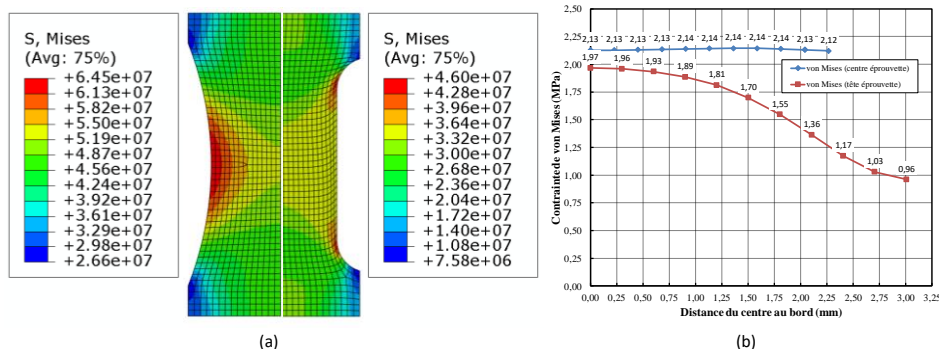 S, Mises
(Avg: 75%)
+6.45e+07
+6.13e+07
+5.82e+07
+5.50e+07
+5.19e+07
+4.87e+07
+4.56e+07
+4.24e+07
+3.92e+07
+3.61e+07
+3.29e+07
+2.98e+07
+2.66e+07
S, Mises
(Avg: 75%)
+4.60e+07
+4.28e+07
+3.96e+07
+3.64e+07
+3.32e+07
+3.00e+07
+2.68e+07
+2.36e+07
+2.04e+07
+1.72e+07
+1.40e+07
+1.08e+07
+7.58e+06
(a)
Contrainte de von Mises (MPa)
2,50
2,25
2,00
1,75
1,50
1,25
1,00
0,75
0,50
0,25
0,00
2,13 2,13 2,13 2,13 2,14 2,14 2,14 2,14 2,14 2,13 2,12
1,97 1,96 1,93 1,89 1,81 1,70 1,55 1,36 1,17 1,03 0,96
von Mises (centre éprouvette)
von Mises (tête éprouvette)
0,00 0,25 0,50 0,75 1,00 1,25 1,50 1,75 2,00 2,25 2,50 2,75 3,00 3,25
Distance du centre au bord (mm)
(b)